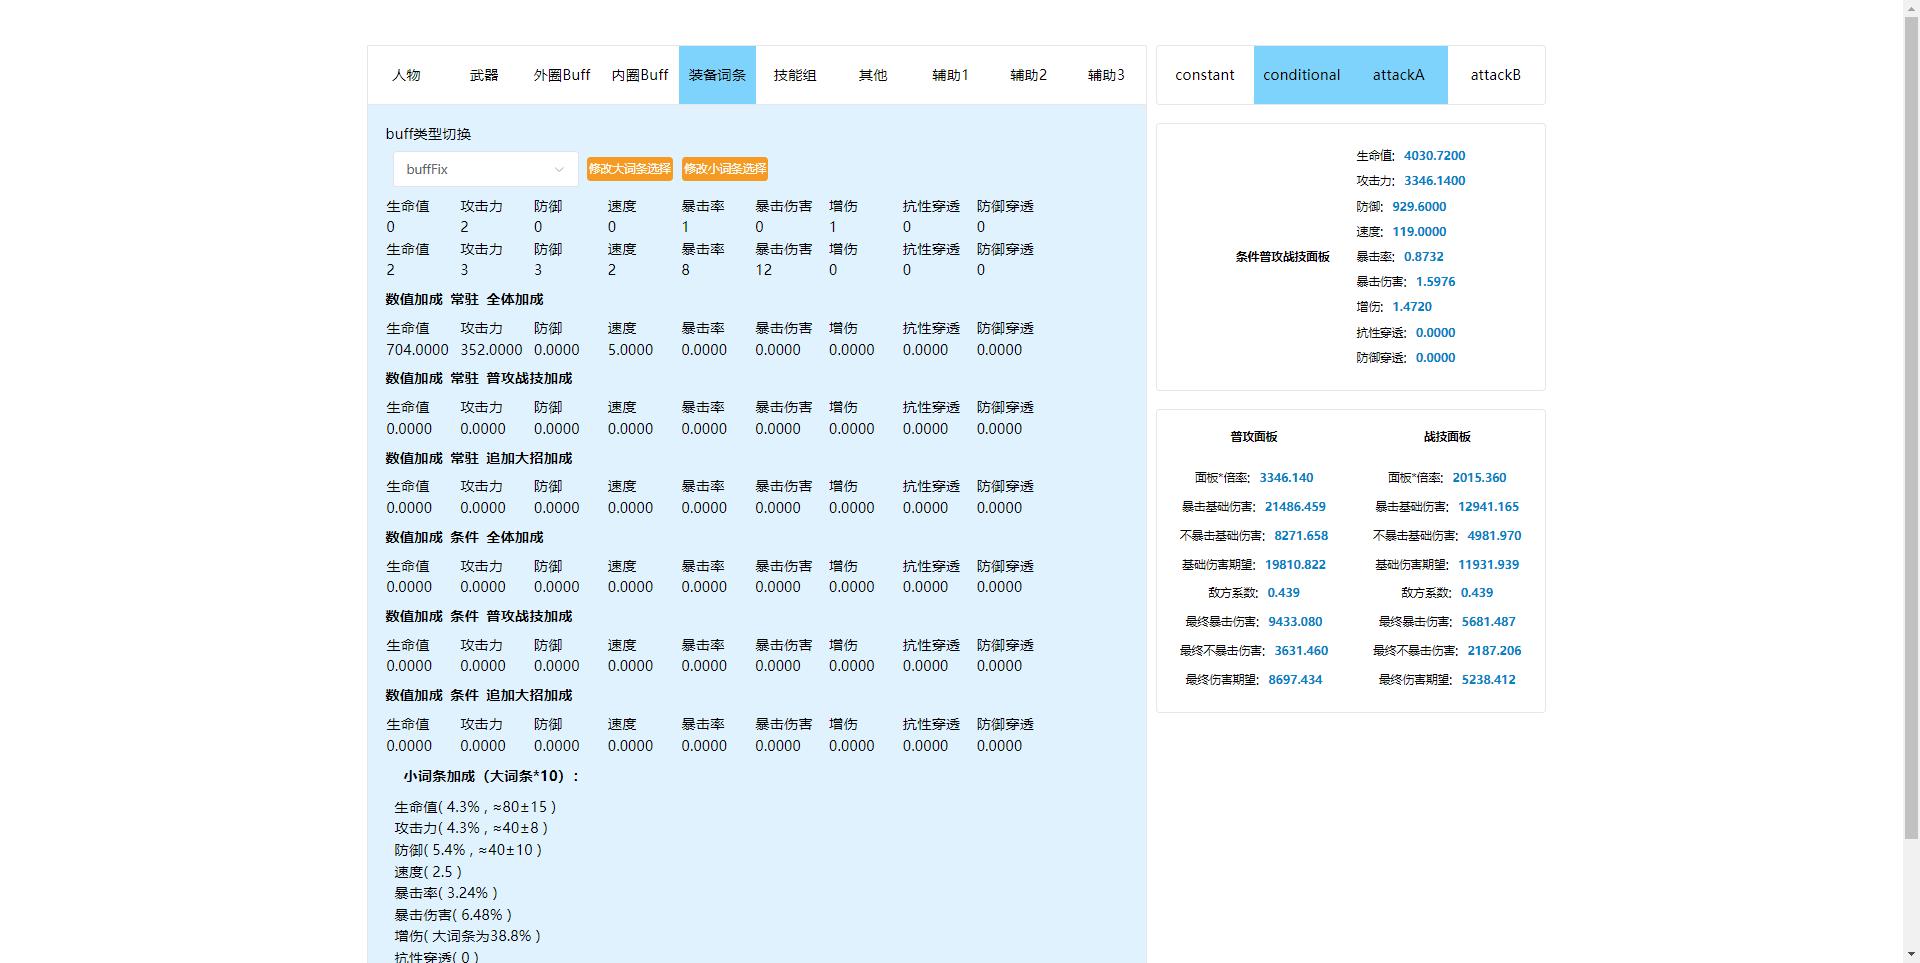 人物 武器 外圈Buff 内圈Buff 装备词条 技能组 其他 辅助1 辅助2 辅助3
buff类型切换
buffFix 修改大词条选择 修改小词条选择
生命值 攻击力 防御 速度 暴击率 暴击伤害 增伤 抗性穿透 防御穿透
0 2 0 0 1 0 1 0 0
生命值 攻击力 防御 速度 暴击率 暴击伤害 增伤 抗性穿透 防御穿透
2 3 3 2 8 12 0 0 0
数值加成 常驻 全体加成
生命值 攻击力 防御 速度 暴击率 暴击伤害 增伤 抗性穿透 防御穿透
704.0000 352.0000 0.0000 5.0000 0.0000 0.0000 0.0000 0.0000 0.0000
数值加成 常驻 普攻战技加成
生命值 攻击力 防御 速度 暴击率 暴击伤害 增伤 抗性穿透 防御穿透
0.0000 0.0000 0.0000 0.0000 0.0000 0.0000 0.0000 0.0000 0.0000
数值加成 常驻 追加大招加成
生命值 攻击力 防御 速度 暴击率 暴击伤害 增伤 抗性穿透 防御穿透
0.0000 0.0000 0.0000 0.0000 0.0000 0.0000 0.0000 0.0000 0.0000
数值加成 条件 全体加成
生命值 攻击力 防御 速度 暴击率 暴击伤害 增伤 抗性穿透 防御穿透
0.0000 0.0000 0.0000 0.0000 0.0000 0.0000 0.0000 0.0000 0.0000
数值加成 条件 普攻战技加成
生命值 攻击力 防御 速度 暴击率 暴击伤害 增伤 抗性穿透 防御穿透
0.0000 0.0000 0.0000 0.0000 0.0000 0.0000 0.0000 0.0000 0.0000
数值加成 条件 追加大招加成
生命值 攻击力 防御 速度 暴击率 暴击伤害 增伤 抗性穿透 防御穿透
0.0000 0.0000 0.0000 0.0000 0.0000 0.0000 0.0000 0.0000 0.0000
小词条加成（大词条*10）：
生命值( 4.3% , ≈80±15 )
攻击力( 4.3% , ≈40±8 )
防御( 5.4% , ≈40±10 )
速度( 2.5 )
暴击率( 3.24% )
暴击伤害( 6.48% )
增伤( 大词条为38.8% )
抗性穿透( 0 )
constant conditional attackA attackB
条件普攻战技面板
生命值： 4030.7200
攻击力： 3346.1400
防御： 929.6000
速度： 119.0000
暴击率： 0.8732
暴击伤害： 1.5976
增伤： 1.4720
抗性穿透： 0.0000
防御穿透： 0.0000
普攻面板
面板*倍率： 3346.140
暴击基础伤害： 21486.459
不暴击基础伤害： 8271.658
基础伤害期望： 19810.822
敌方系数： 0.439
最终暴击伤害： 9433.080
最终不暴击伤害： 3631.460
最终伤害期望： 8697.434
战技面板
面板*倍率： 2015.360
暴击基础伤害： 12941.165
不暴击基础伤害： 4981.970
基础伤害期望： 11931.939
敌方系数： 0.439
最终暴击伤害： 5681.487
最终不暴击伤害： 2187.206
最终伤害期望： 5238.412